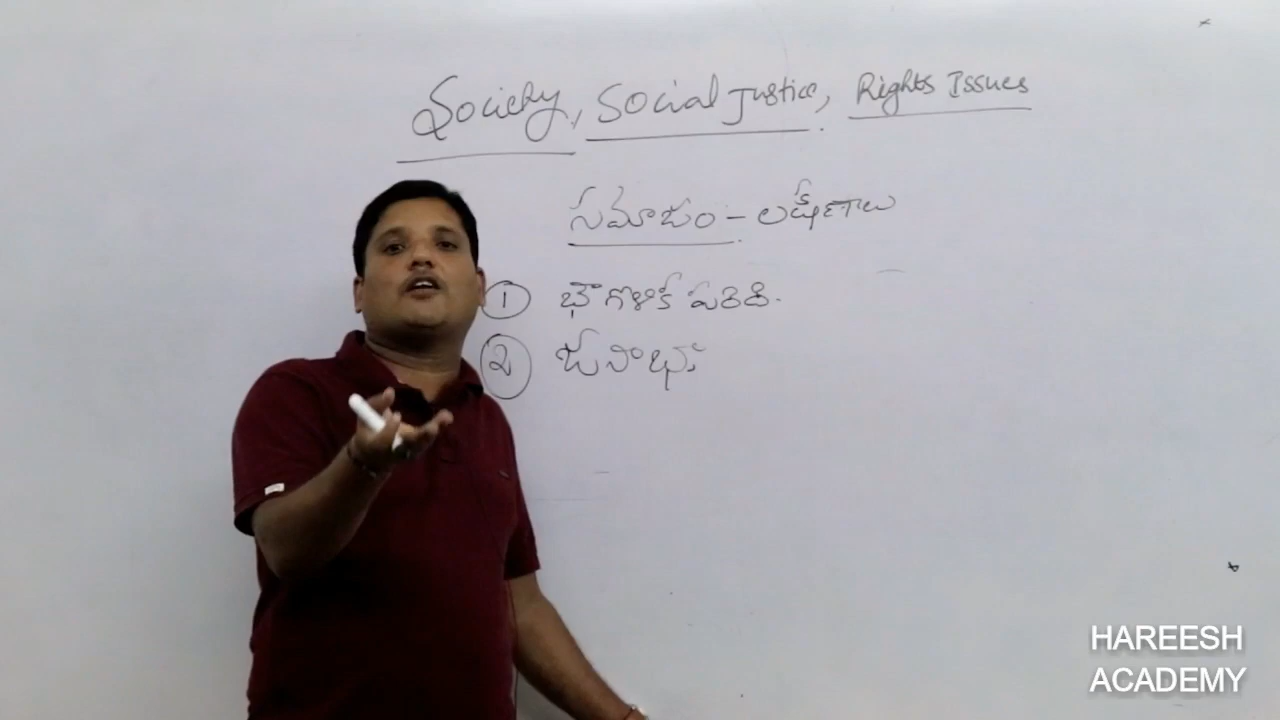 Society, Social Justice, Rights Issues
సమాజం - లక్షణాలు
1 భౌగోళిక పరిధి.
2 జనాభా
HAREESH
ACADEMY